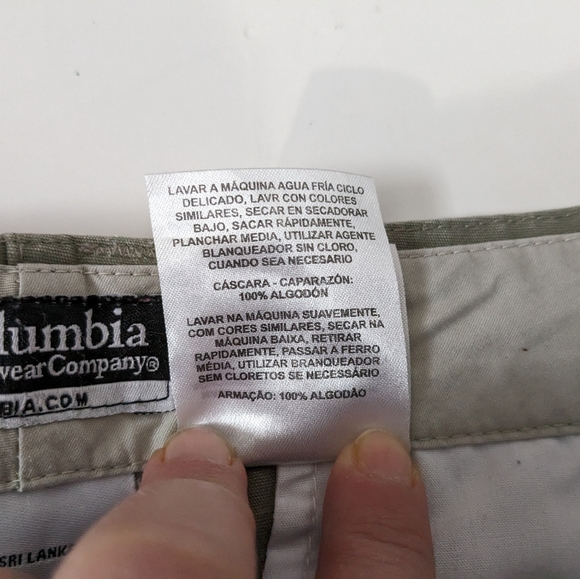 LAVAR A MÁQUINA AGUA FRÍA CICLO
DELICADO, LAVR CON COLORES
SIMILARES, SECAR EN SECADORAR
BAJO, SACAR RÁPIDAMENTE,
PLANCHAR MEDIA, UTILIZAR AGENTE
BLANQUEADOR SIN CLORO,
CUANDO SEA NECESARIO
CÁSCARA - CAPARAZÓN:
100% ALGODÓN
LAVAR NA MÁQUINA SUAVEMENTE,
COM CORES SIMILARES, SECAR NA
MÁQUINA BAIXA, RETIRAR
RAPIDAMENTE, PASSAR A FERRO
MÉDIA, UTILIZAR BRANQUEADOR
SEM CLORETOS SE NECESSÁRIO
ARMAÇÃO: 100% ALGODÃO
lumbia
wearCompany®
BIA.COM
SRI LANK